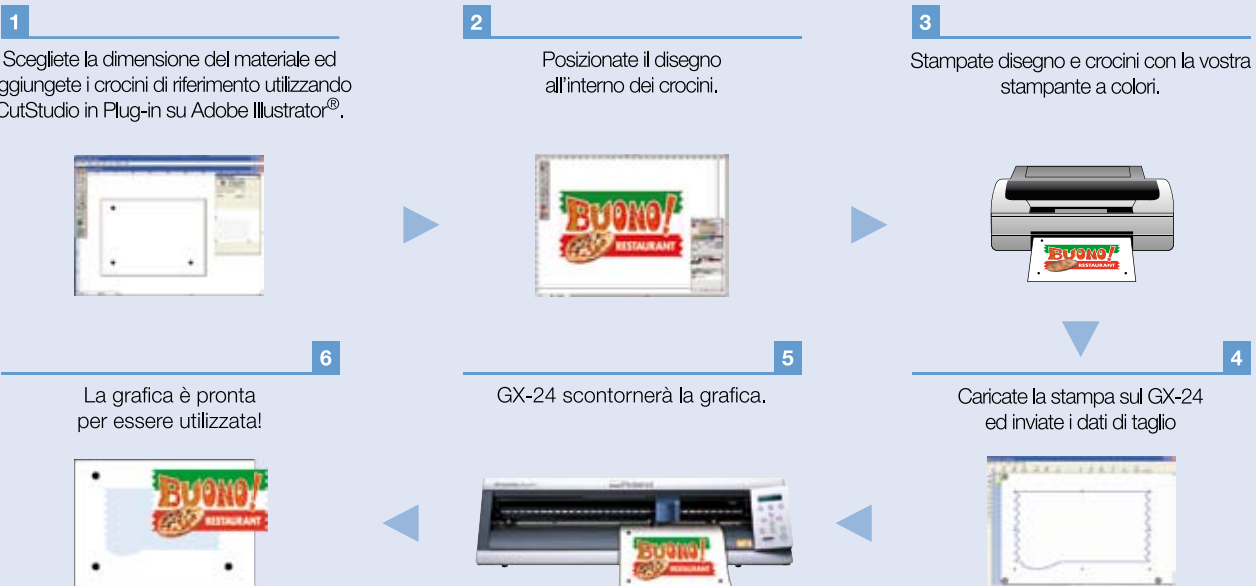 1
Scegliete la dimensione del materiale ed
ggiungete i crocini di riferimento utilizzando
CutStudio in Plug-in su Adobe Illustrator®.
2
Posizionate il disegno
all'interno dei crocini.
BUONO!
RESTAURANT
3
Stampate disegno e crocini con la vostra
stampante a colori.
BUONO!
RESTAURANT
4
Caricate la stampa sul GX-24
ed inviate i dati di taglio
5
GX-24 scontornerà la grafica.
Roland
BUONO!
RESTAURANT
6
La grafica è pronta
per essere utilizzata!
BUONO!
RESTAURANT